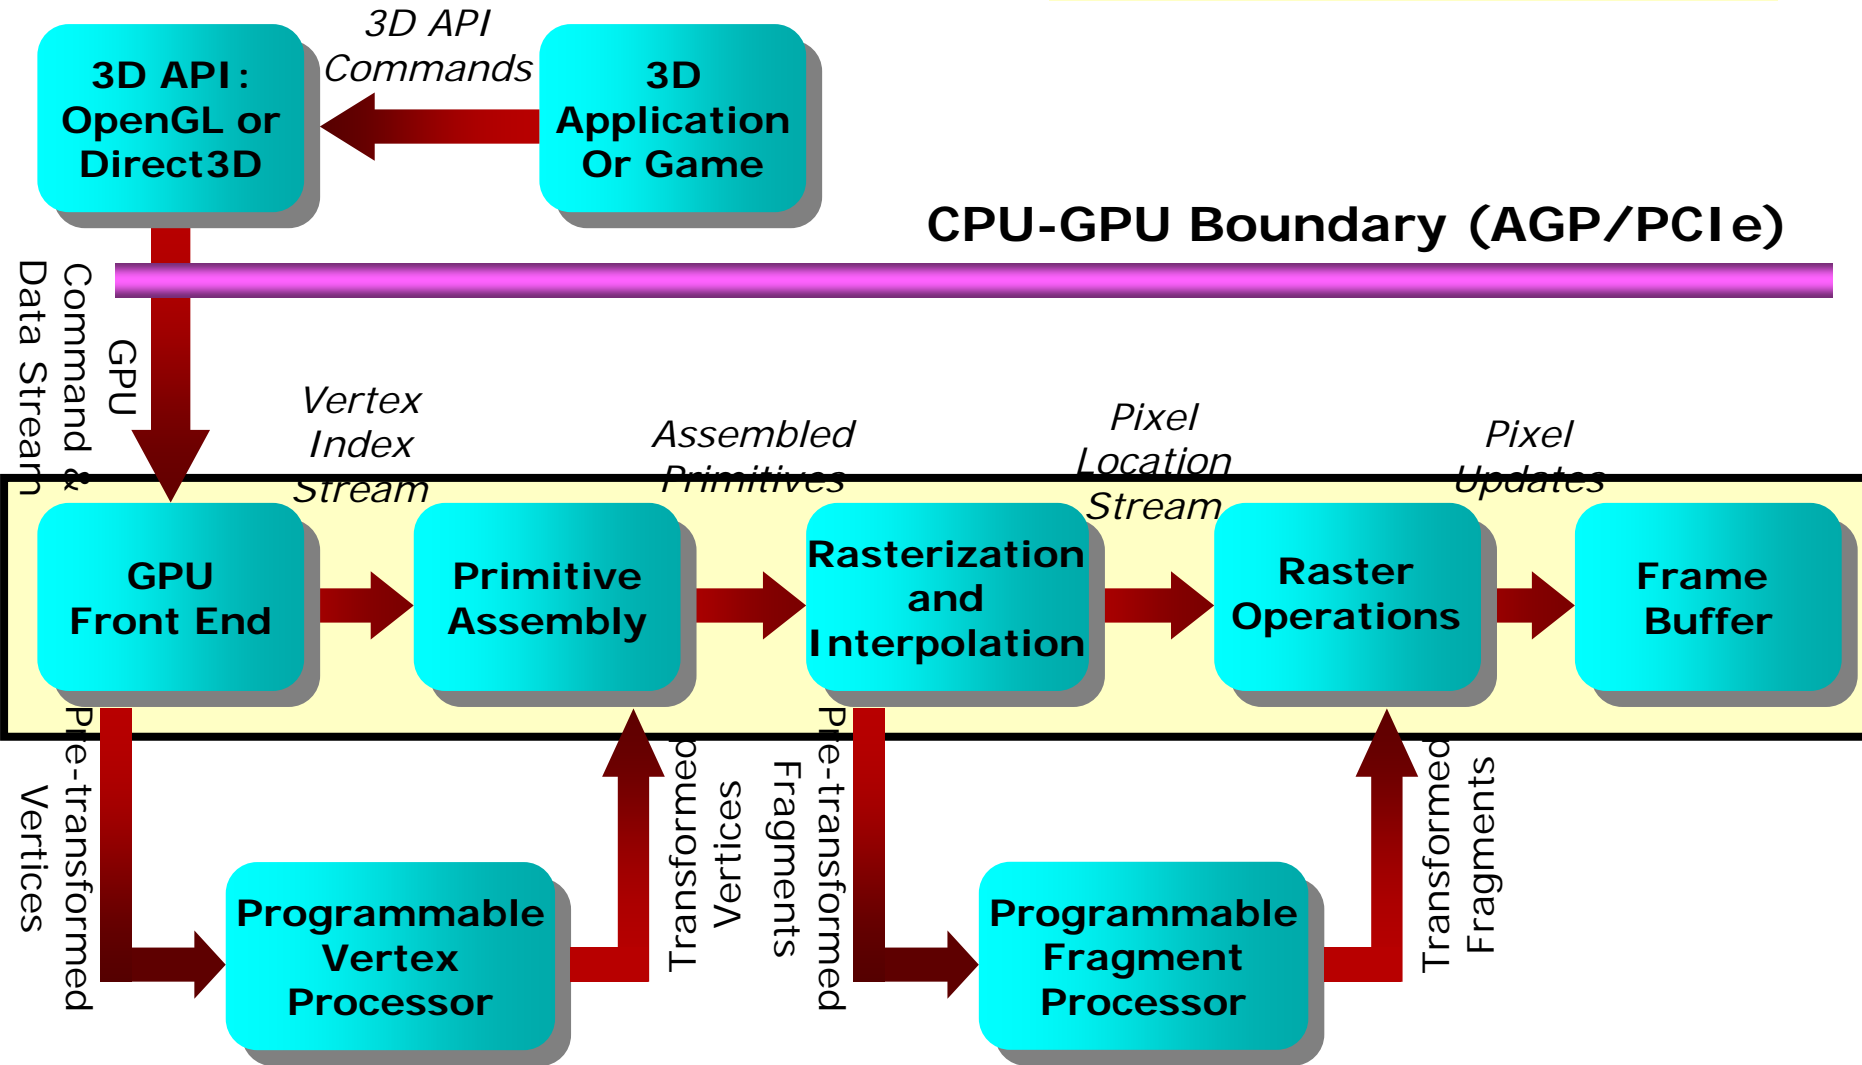 3D API
Commands
3D API:
OpenGL or
Direct3D
3D
Application
Or Game
CPU-GPU Boundary (AGP/PCIe)
GPU
Command &
Data Stream
Vertex
Index
Stream
Assembled
Primitives
Pixel
Location
Stream
Pixel
Updates
GPU
Front End
Primitive
Assembly
Rasterization
and
Interpolation
Raster
Operations
Frame
Buffer
Pre-transformed
Vertices
Transformed
Vertices
Pre-transformed
Fragments
Transformed
Fragments
Programmable
Vertex
Processor
Programmable
Fragment
Processor